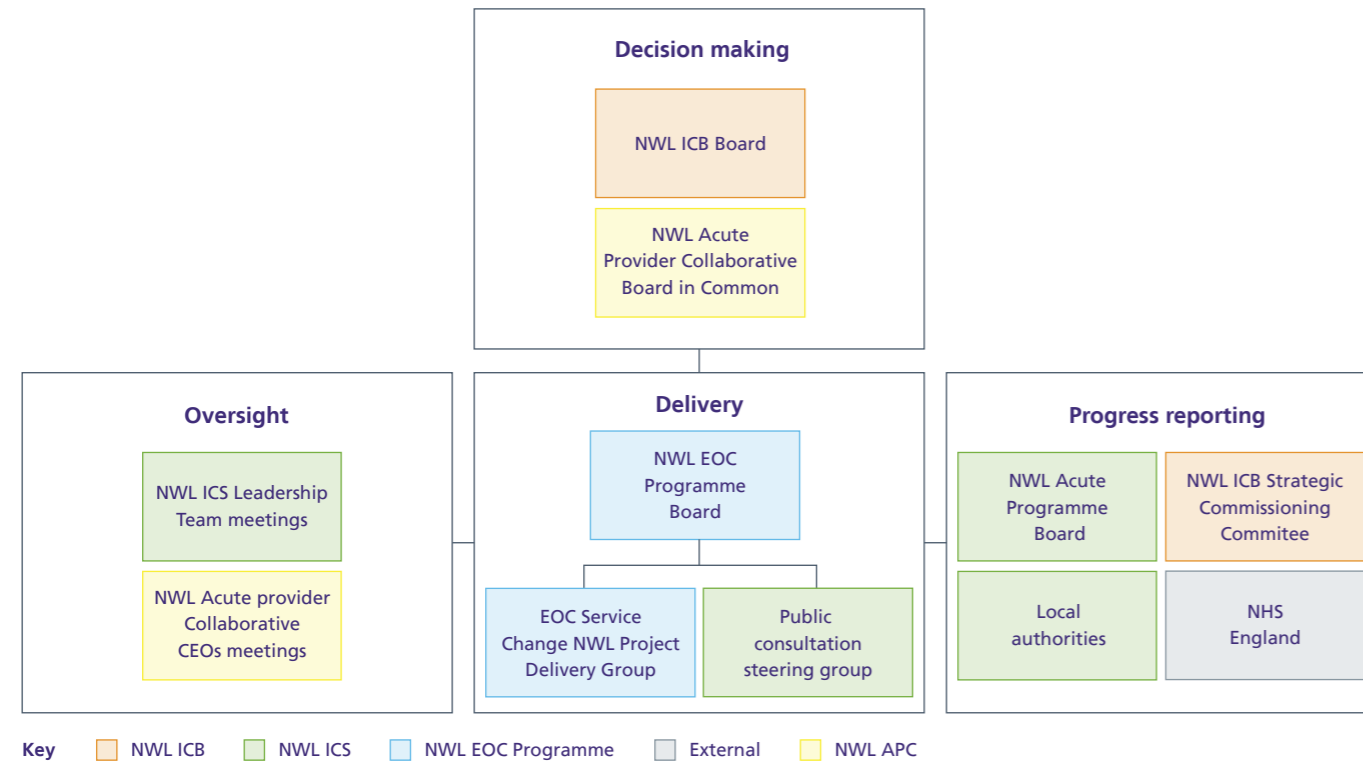 Decision making
NWL ICB Board
NWL Acute
Provider Collaborative
Board in Common
Oversight
NWL ICS Leadership
Team meetings
NWL Acute provider
Collaborative
CEOs meetings
Delivery
NWL EOC
Programme
Board
EOC Service
Change NWL Project
Delivery Group
Public
consultation
steering group
Progress reporting
NWL Acute
Programme
Board
NWL ICB Strategic
Commissioning
Commitee
Local
authorities
NHS
England
Key NWL ICB NWL ICS NWL EOC Programme External NWL APC